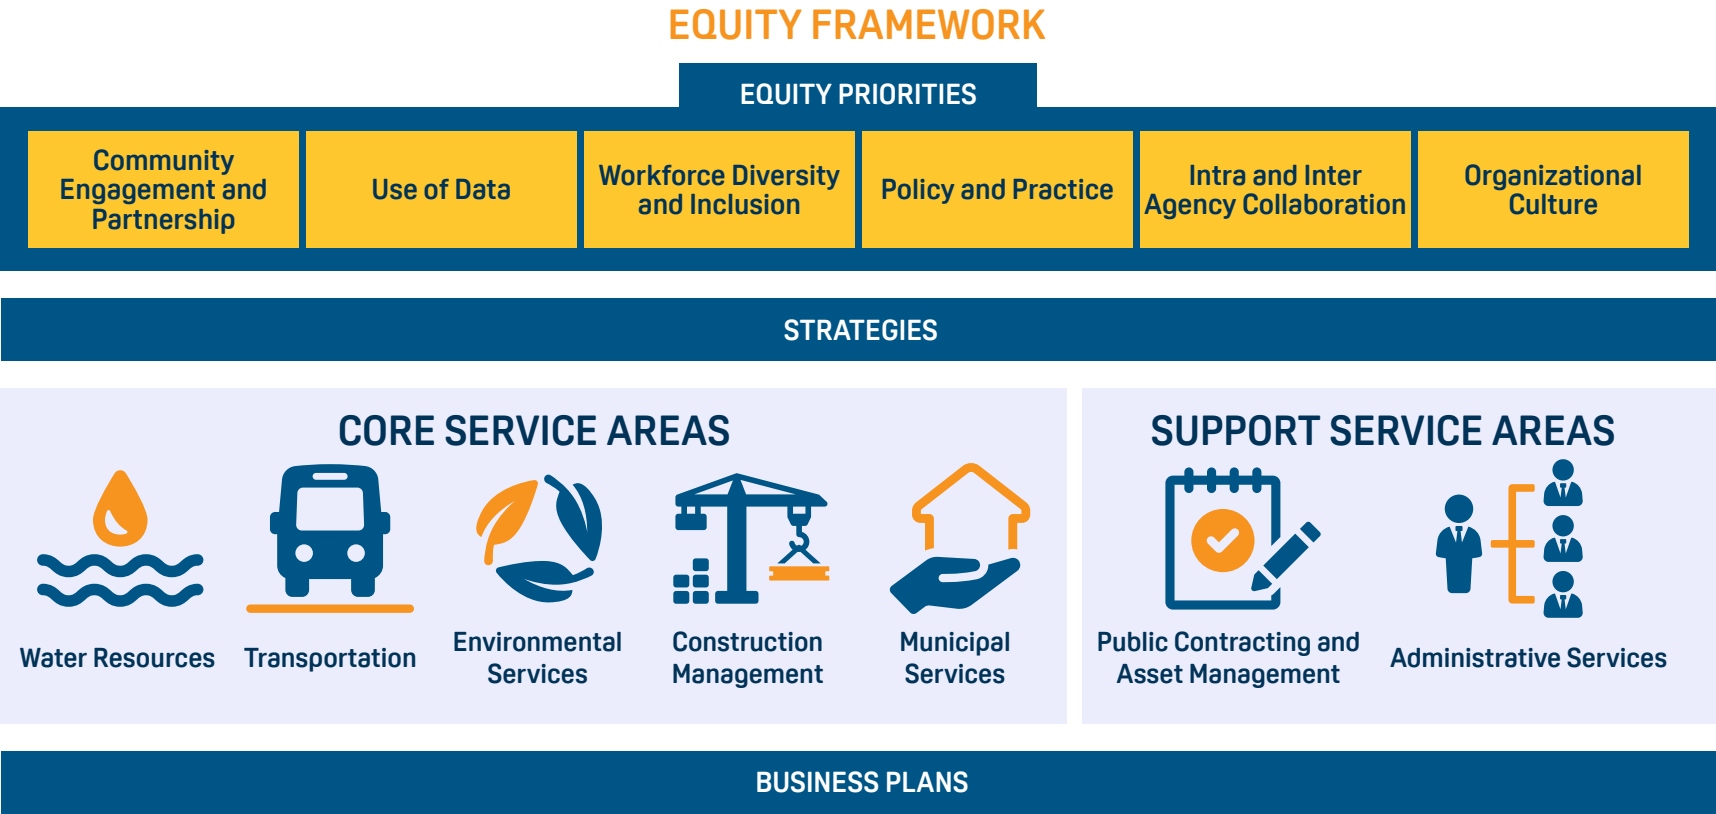 EQUITY FRAMEWORK
EQUITY PRIORITIES
Community
Engagement and
Partnership
Use of Data
Workforce Diversity
and Inclusion
Policy and Practice
Intra and Inter
Agency Collaboration
Organizational
Culture
STRATEGIES
CORE SERVICE AREAS
Water Resources
Transportation
Environmental
Services
Construction
Management
Municipal
Services
SUPPORT SERVICE AREAS
Public Contracting and
Asset Management
Administrative Services
BUSINESS PLANS